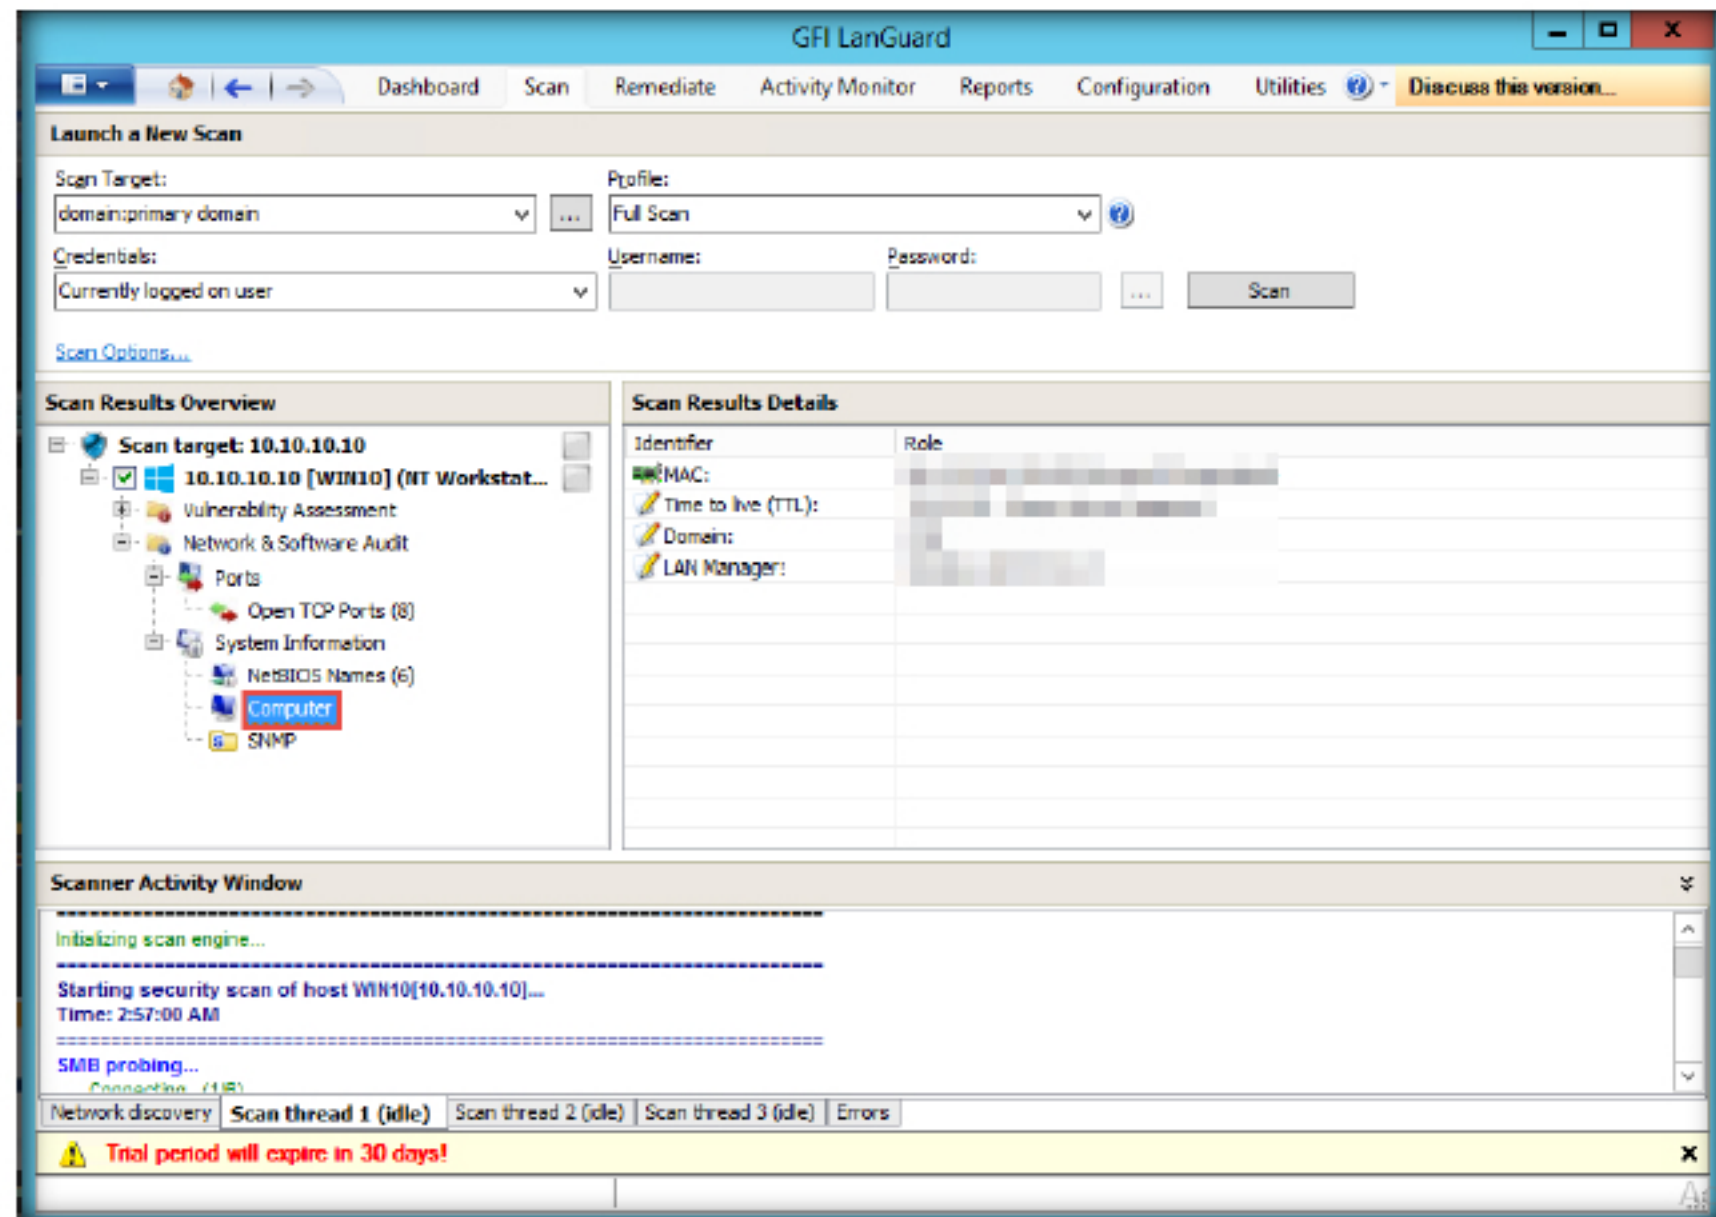 GFI LanGuard
Dashboard Scan Remediate Activity Monitor Reports Configuration Utilities Discuss this version...
Launch a New Scan
Scan Target: Profile:
domain:primary domain ... Full Scan
Credentials: Username: Password:
Currently logged on user ... Scan
Scan Options...
Scan Results Overview
Scan target: 10.10.10.10
10.10.10.10 [WIN10] (NT Workstat...
Vulnerability Assessment
Network & Software Audit
Ports
Open TCP Ports (8)
System Information
NetBIOS Names (6)
Computer
SNMP
Scan Results Details
Identifier Role
MAC:
Time to live (TTL):
Domain:
LAN Manager:
Scanner Activity Window
Initializing scan engine...
Starting security scan of host WIN10[10.10.10.10]...
Time: 2:57:00 AM
SMB probing...
Connecting... (1/8)
Network discovery Scan thread 1 (idle) Scan thread 2 (idle) Scan thread 3 (idle) Errors
Trial period will expire in 30 days!